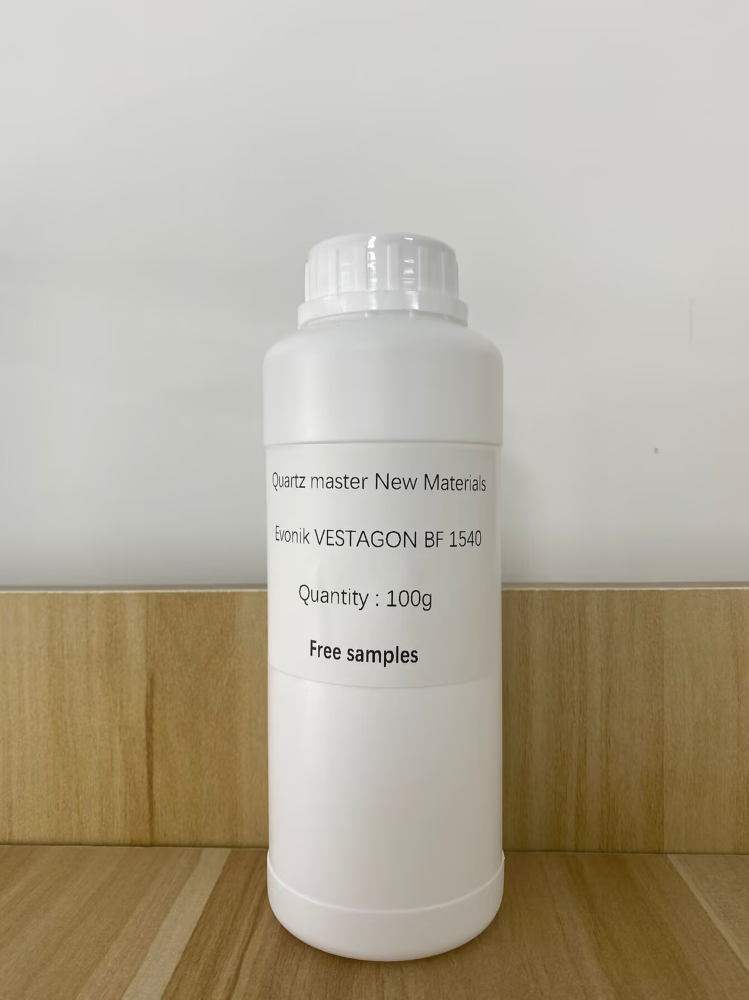 Quartz master New Materials
Evonik VESTAGON BF 1540
Quantity : 100g
Free samples